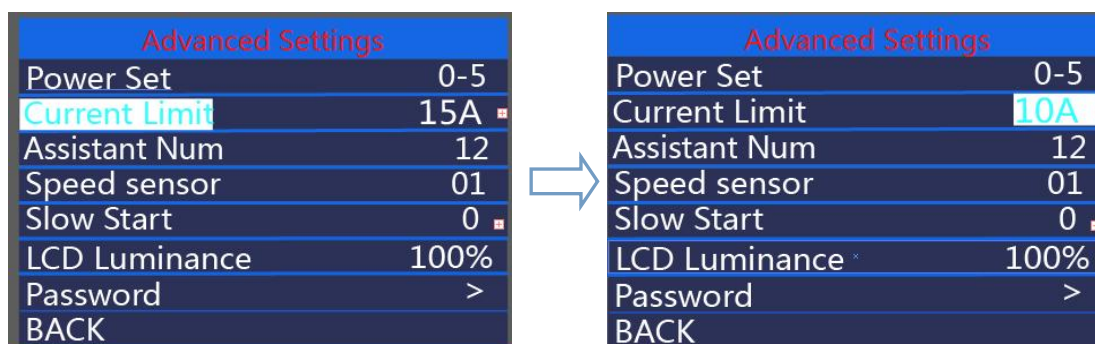 Advanced Settings
Power Set 0-5
Current Limit 15A
Assistant Num 12
Speed sensor 01
Slow Start 0
LCD Luminance 100%
Password >
BACK
Advanced Settings
Power Set 0-5
Current Limit 10A
Assistant Num 12
Speed sensor 01
Slow Start 0
LCD Luminance 100%
Password >
BACK